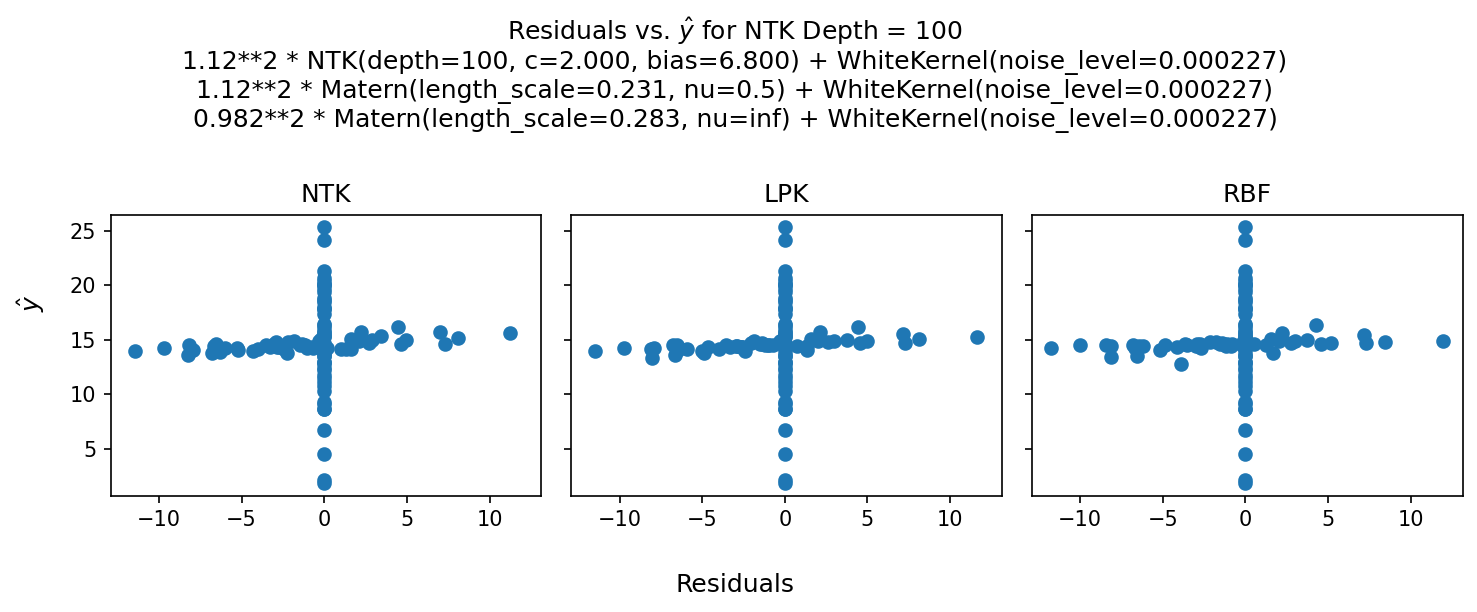 Residuals vs. ŷ for NTK Depth = 100
1.12**2 * NTK(depth=100, c=2.000, bias=6.800) + WhiteKernel(noise_level=0.000227)
1.12**2 * Matern(length_scale=0.231, nu=0.5) + WhiteKernel(noise_level=0.000227)
0.982**2 * Matern(length_scale=0.283, nu=inf) + WhiteKernel(noise_level=0.000227)
NTK LPK RBF
25
20
15
10
5
ŷ
−10 −5 0 5 10 −10 −5 0 5 10 −10 −5 0 5 10
Residuals